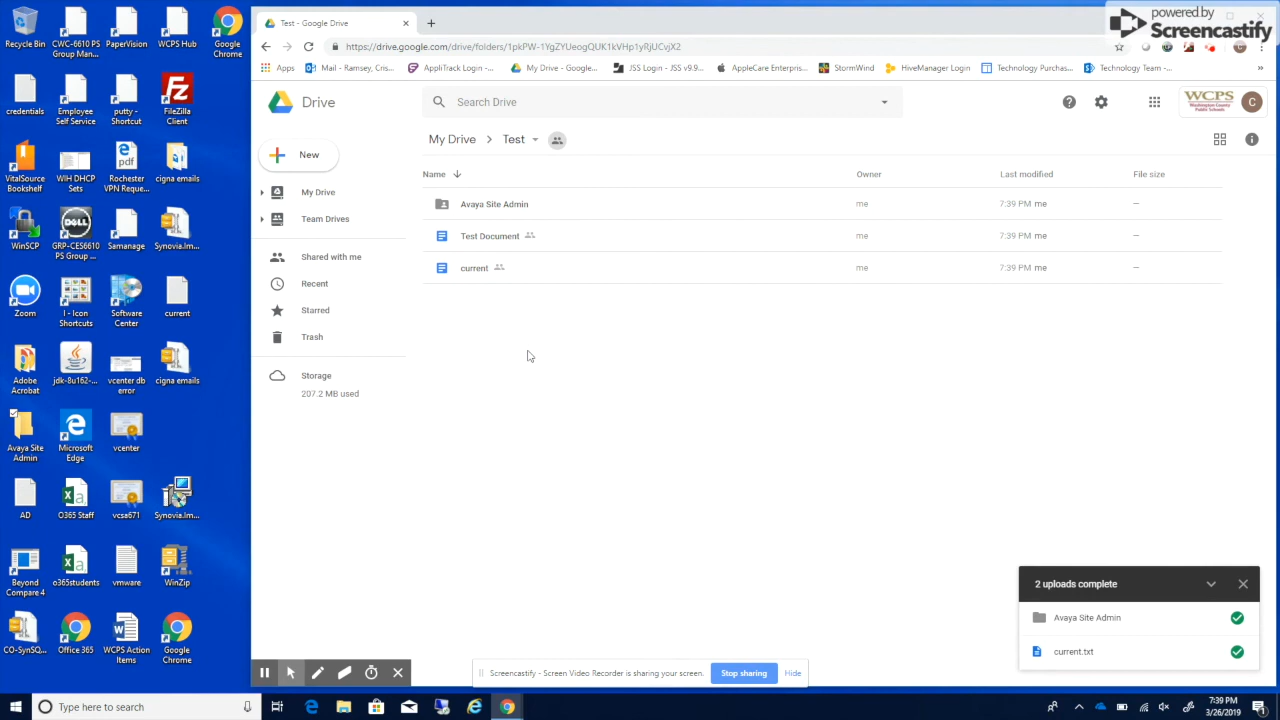 Recycle Bin
CWC-6610 PS Group Man...
PaperVision
WCPS Hub
Google Chrome
credentials
Employee Self Service
putty - Shortcut
FileZilla Client
VitalSource Bookshelf
WIH DHCP Sets
Rochester VPN Reque...
cigna emails
WinSCP
GRP-CES6610 PS Group ...
Samanage
Synovia.Im...
Zoom
I - Icon Shortcuts
Software Center
current
Adobe Acrobat
jdk-8u162-...
vcenter db error
cigna emails
Avaya Site Admin
Microsoft Edge
vcenter
AD
O365 Staff
vcsa671
Synovia.Im...
Beyond Compare 4
o365students
vmware
WinZip
CO-SynSQ...
Office 365
WCPS Action Items
Google Chrome
Test - Google Drive
powered by
Screencastify
https://drive.google.com/drive/folders/1pkPW-1YgZYUeogQUK1kVHp1yRjUCvjX2
Apps
Mail - Ramsey, Cris...
AppliTrack Login -...
My Drive - Google...
JSS Login - JSS v9.9...
AppleCare Enterpris...
StormWind
HiveManager Login
Technology Purchas...
Technology Team -...
Drive
Search Drive
WCPS
Washington County
Public Schools
C
New
My Drive
Team Drives
Shared with me
Recent
Starred
Trash
Storage
207.2 MB used
My Drive > Test
Name Owner Last modified File size
Avaya Site Admin me 7:39 PM me —
Test Document me 7:39 PM me —
current me 7:39 PM me —
2 uploads complete
Avaya Site Admin
current.txt
Screencastify - Screen Video Recorder is sharing your screen.
Stop sharing
Hide
Type here to search
7:39 PM
3/26/2019